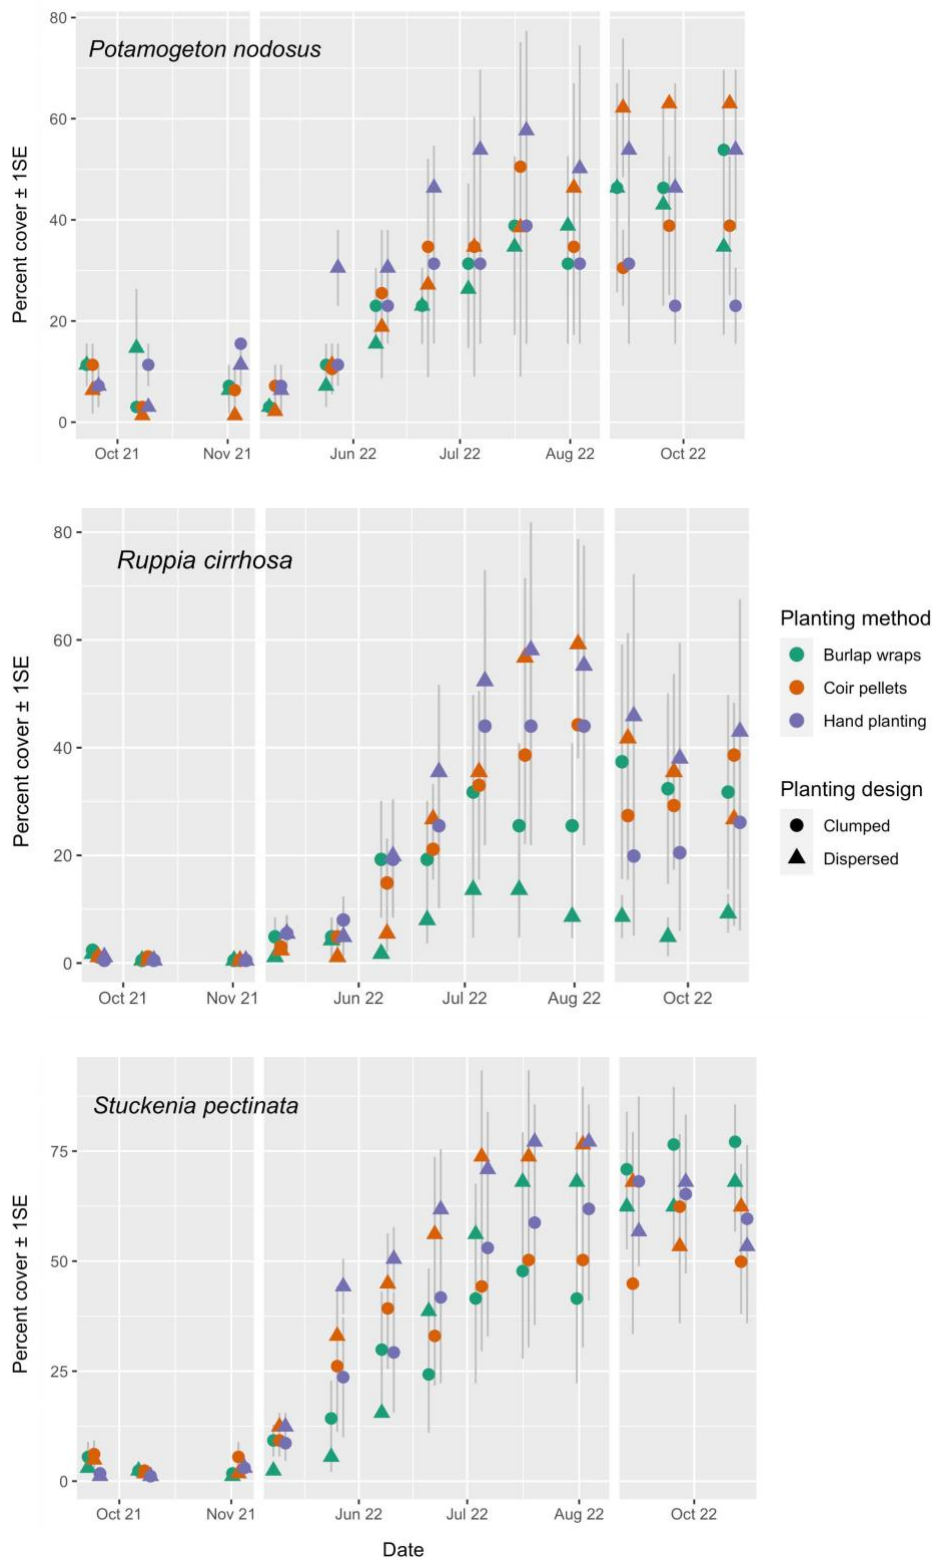 Potamogeton nodosus
Percent cover ± 1SE
80
60
40
20
0
Oct 21 Nov 21 Jun 22 Jul 22 Aug 22 Oct 22
Ruppia cirrhosa
Percent cover ± 1SE
80
60
40
20
0
Oct 21 Nov 21 Jun 22 Jul 22 Aug 22 Oct 22
Planting method
Burlap wraps
Coir pellets
Hand planting
Planting design
Clumped
Dispersed
Stuckenia pectinata
Percent cover ± 1SE
75
50
25
0
Oct 21 Nov 21 Jun 22 Jul 22 Aug 22 Oct 22
Date